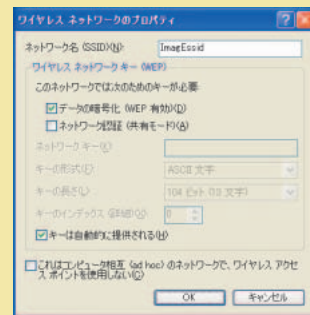 ワイヤレス ネットワークのプロパティ
ネットワーク名 (SSID)(N): ImagEssid
ワイヤレス ネットワーク キー (WEP)
このネットワークでは次のためのキーが必要:
データの暗号化 (WEP 有効)(D)
ネットワーク認証 (共有モード)(A)
ネットワーク キー(K):
キーの形式(F): ASCII 文字
キーの長さ(L): 104 ビット (13 文字)
キーのインデックス (詳細)(X): 0
キーは自動的に提供される(H)
これはコンピュータ相互 (ad hoc) のネットワークで、ワイヤレス アクセス
ポイントを使用しない(C)
OK キャンセル